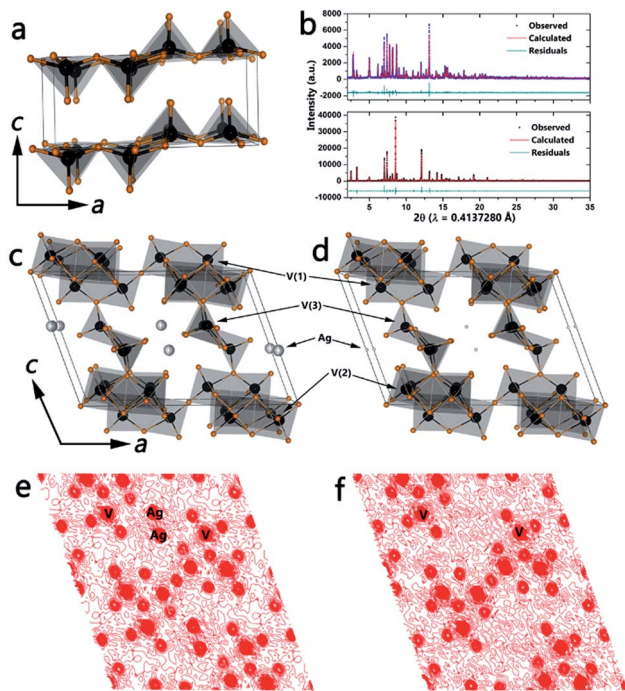 a
c
a
b
Intensity (a.u.)
8000
6000
4000
2000
0
-2000
Observed
Calculated
Residuals
40000
30000
20000
10000
0
-10000
Observed
Calculated
Residuals
5 10 15 20 25 30 35
2θ (λ = 0.4137280 Å)
c
d
V(1)
V(3)
Ag
V(2)
c
a
e
V
Ag
Ag
V
f
V
V